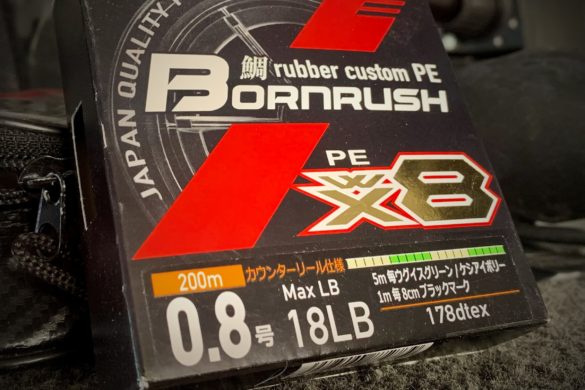 JAPAN QUALITY
PE
鯛 rubber custom PE
BORNRUSH
PE
WX8
200m
カウンターリール仕様
0.8号
Max LB
18LB
5m毎ウグイスグリーン/ケシアイボリー
1m毎8cmブラックマーク
178dtex